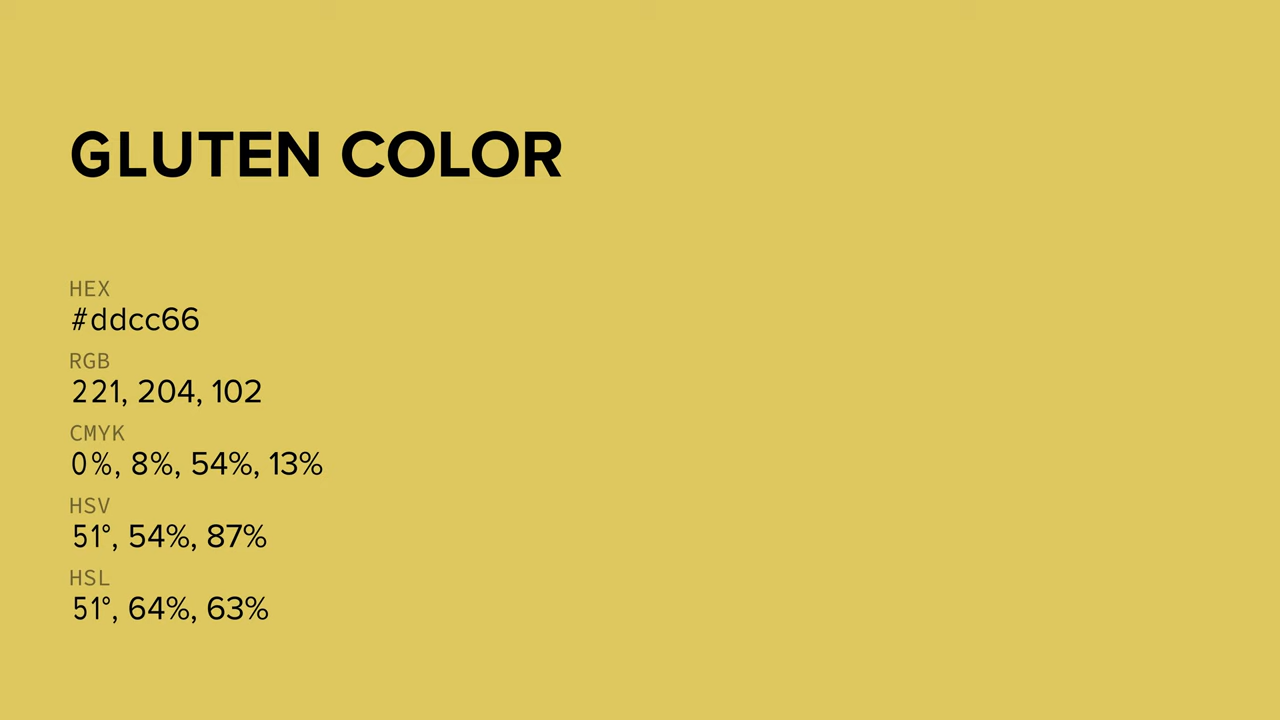 GLUTEN COLOR
HEX
#ddcc66
RGB
221, 204, 102
CMYK
0%, 8%, 54%, 13%
HSV
51°, 54%, 87%
HSL
51°, 64%, 63%